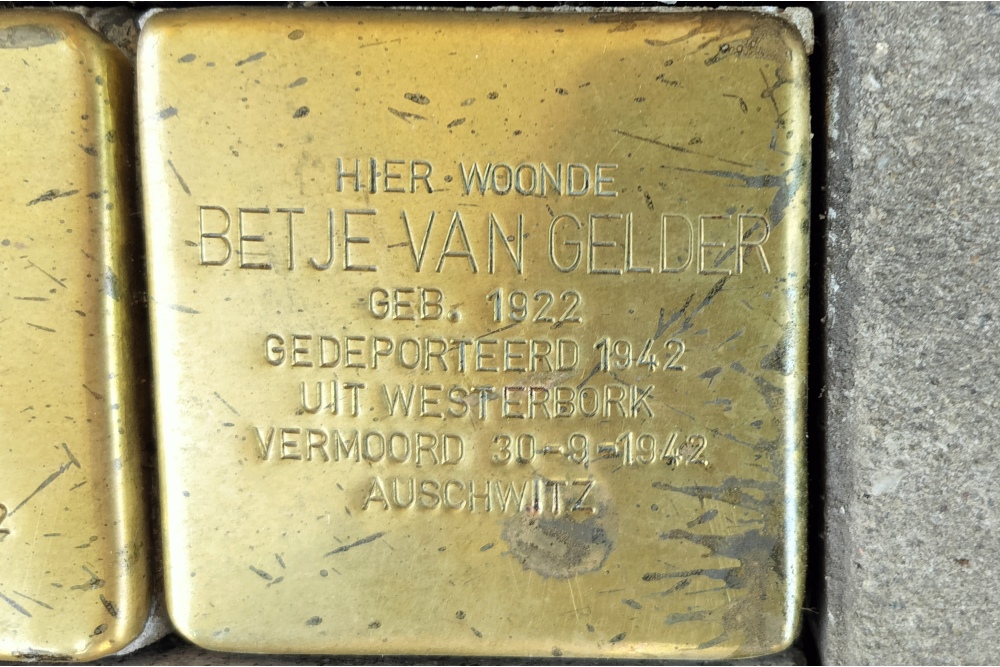 HIER WOONDE
BETJE VAN GELDER
GEB. 1922
GEDEPORTEERD 1942
UIT WESTERBORK
VERMOORD 30-9-1942
AUSCHWITZ